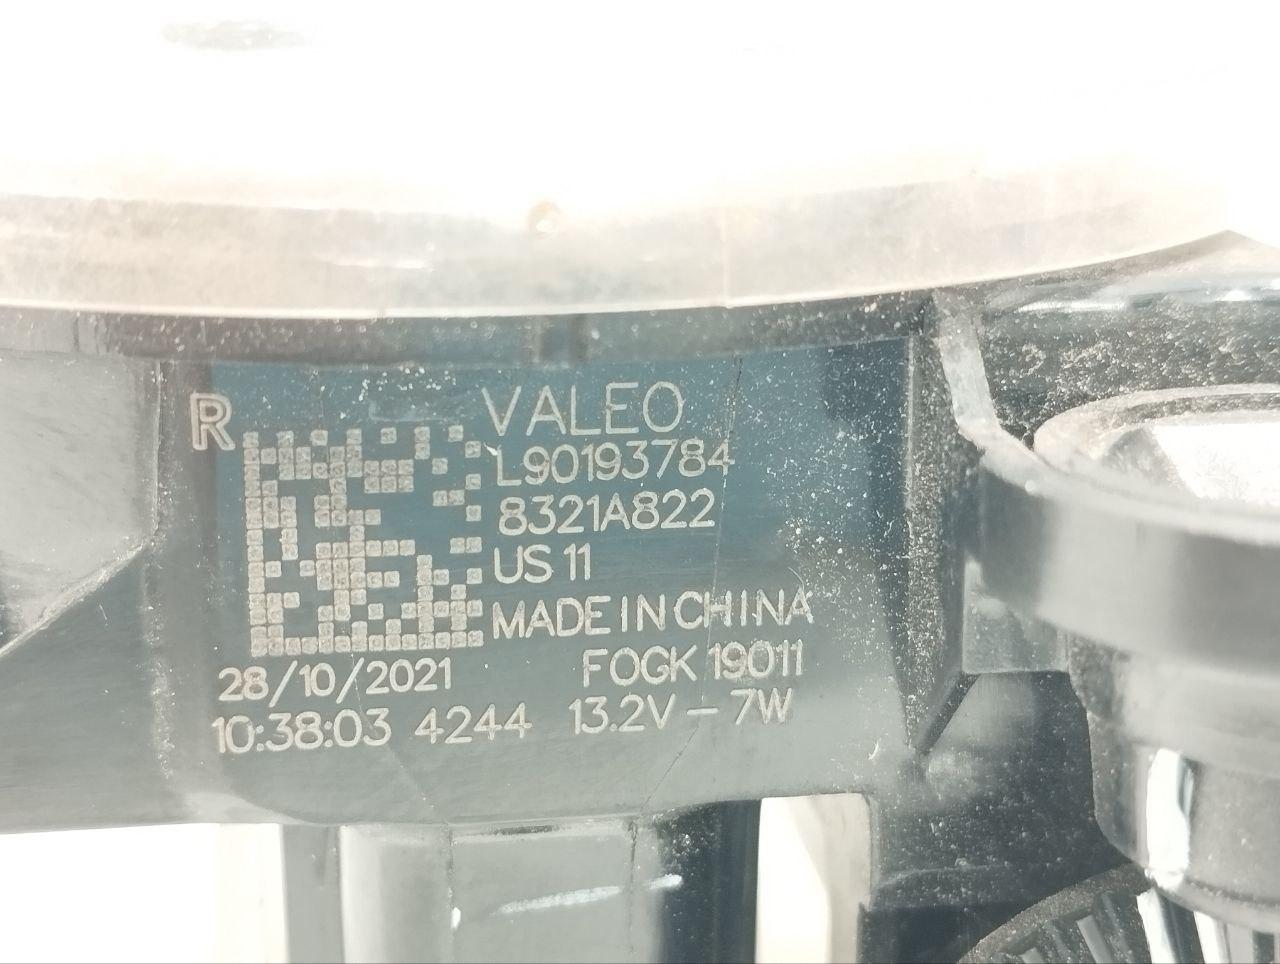 R
VALEO
L90193784
8321A822
US 11
MADE IN CHINA
28/10/2021 FOGK 19011
10:38:03 4244 13.2V - 7W